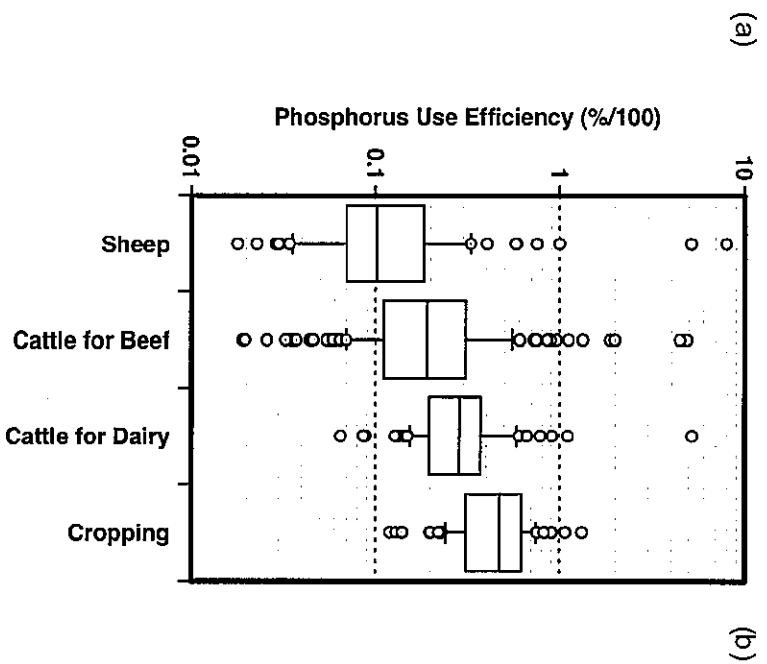 (a)
Phosphorus Use Efficiency (%/100)
0.01
0.1
1
10
Sheep
Cattle for Beef
Cattle for Dairy
Cropping
(b)